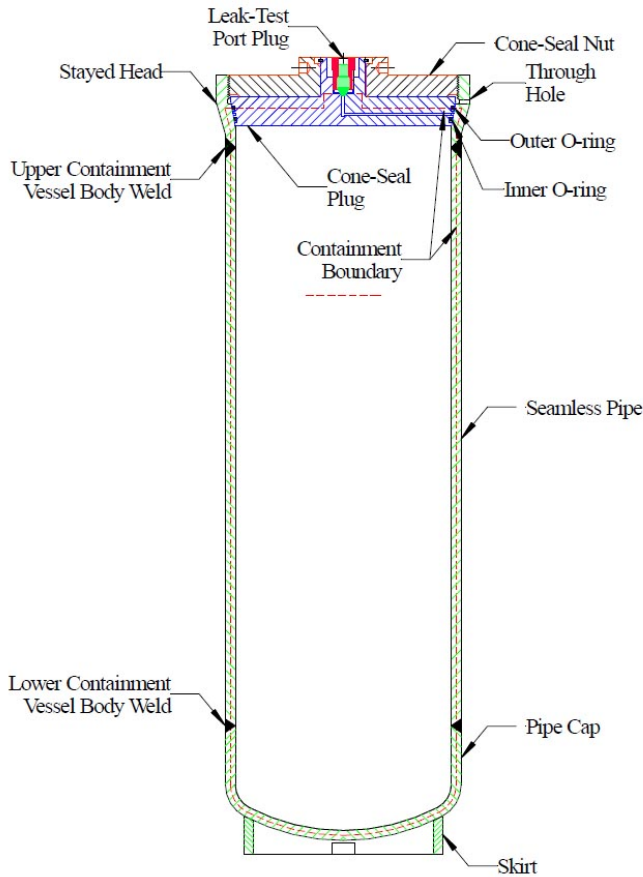 Leak-Test
Port Plug
Cone-Seal Nut
Stayed Head
Through
Hole
Outer O-ring
Upper Containment
Vessel Body Weld
Cone-Seal
Plug
Inner O-ring
Containment
Boundary
Seamless Pipe
Lower Containment
Vessel Body Weld
Pipe Cap
Skirt